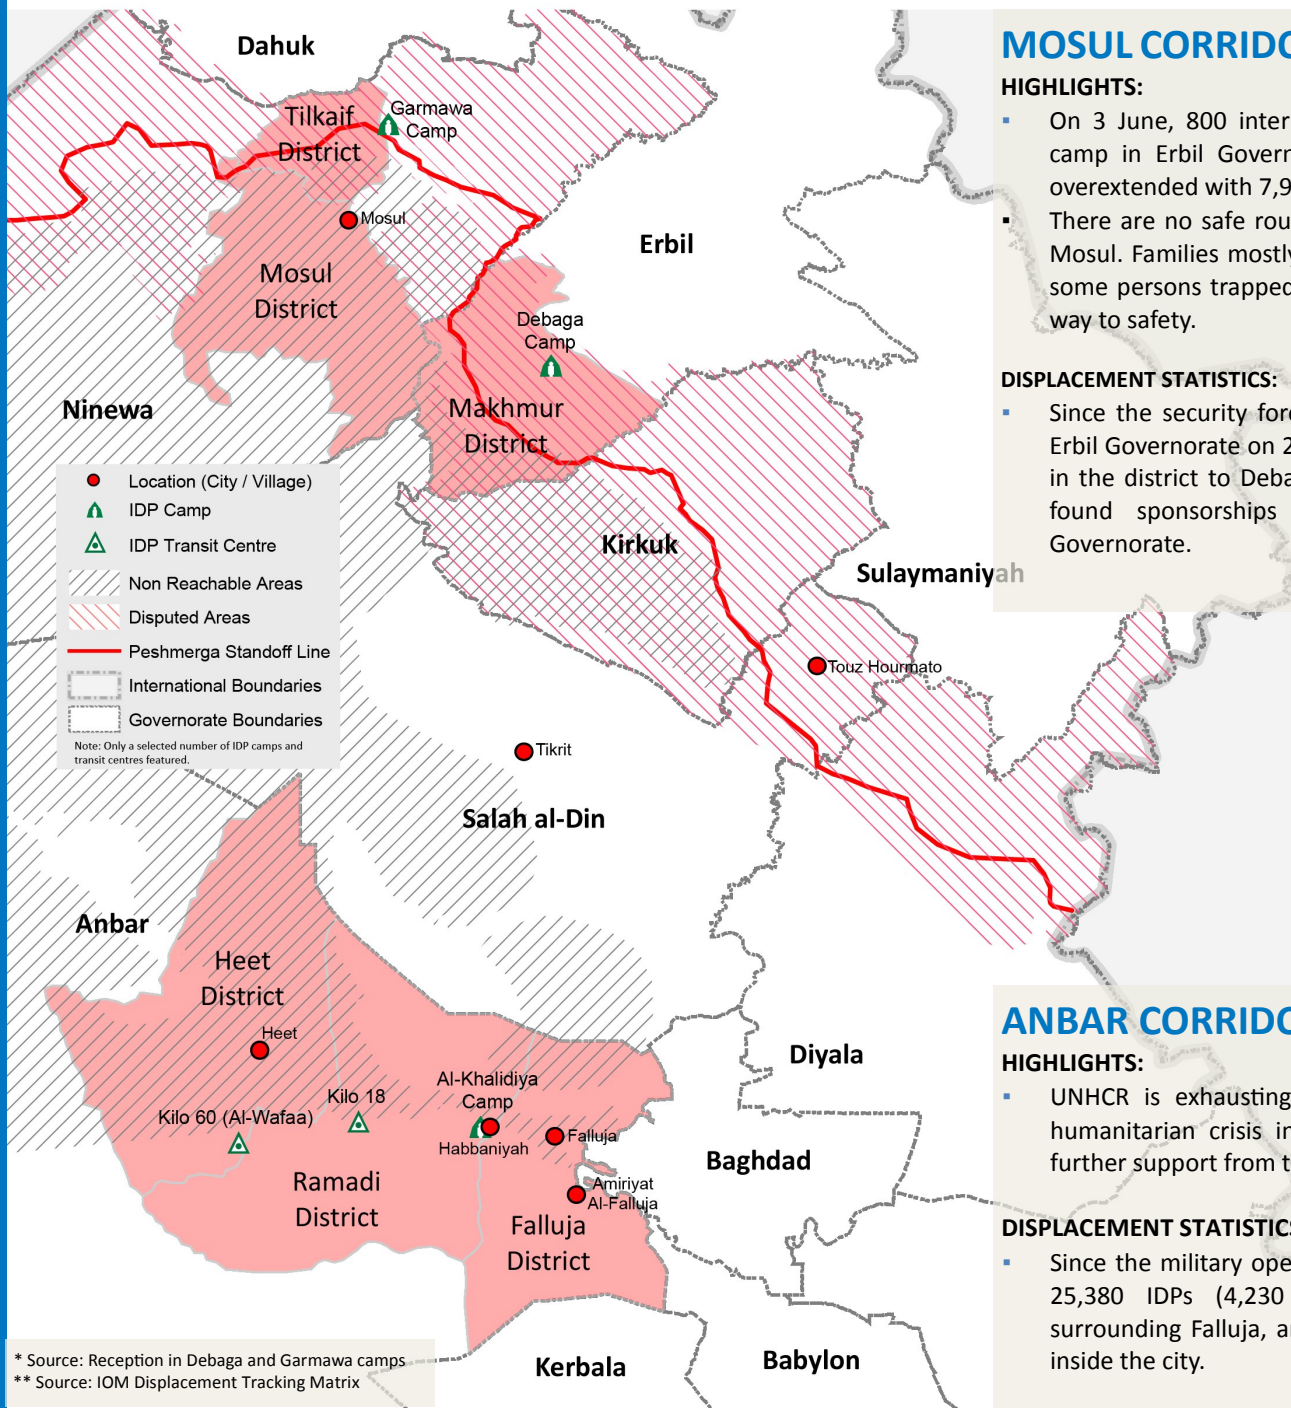 Dahuk
Tilkaif
District
Garmawa
Camp
Mosul
Erbil
Mosul
District
Debaga
Camp
Ninewa
Makhmur
District
Location (City / Village)
IDP Camp
IDP Transit Centre
Non Reachable Areas
Disputed Areas
Peshmerga Standoff Line
International Boundaries
Governorate Boundaries
Note: Only a selected number of IDP camps and
transit centres featured.
Kirkuk
Sulaymaniyah
Touz Hourmato
Tikrit
Salah al-Din
Anbar
Heet
District
Heet
Diyala
Al-Khalidiya
Camp
Kilo 18
Kilo 60 (Al-Wafaa)
Habbaniyah
Falluja
Baghdad
Ramadi
District
Amiriyat
Al-Falluja
Falluja
District
Kerbala
Babylon
* Source: Reception in Debaga and Garmawa camps
** Source: IOM Displacement Tracking Matrix
MOSUL CORRIDO
HIGHLIGHTS:
▪ On 3 June, 800 inter
camp in Erbil Govern
overextended with 7,9
▪ There are no safe rou
Mosul. Families mostly
some persons trapped
way to safety.
DISPLACEMENT STATISTICS:
▪ Since the security for
Erbil Governorate on 2
in the district to Deba
found sponsorships
Governorate.
ANBAR CORRIDO
HIGHLIGHTS:
▪ UNHCR is exhausting
humanitarian crisis in
further support from t
DISPLACEMENT STATISTICS
▪ Since the military ope
25,380 IDPs (4,230
surrounding Falluja, a
inside the city.